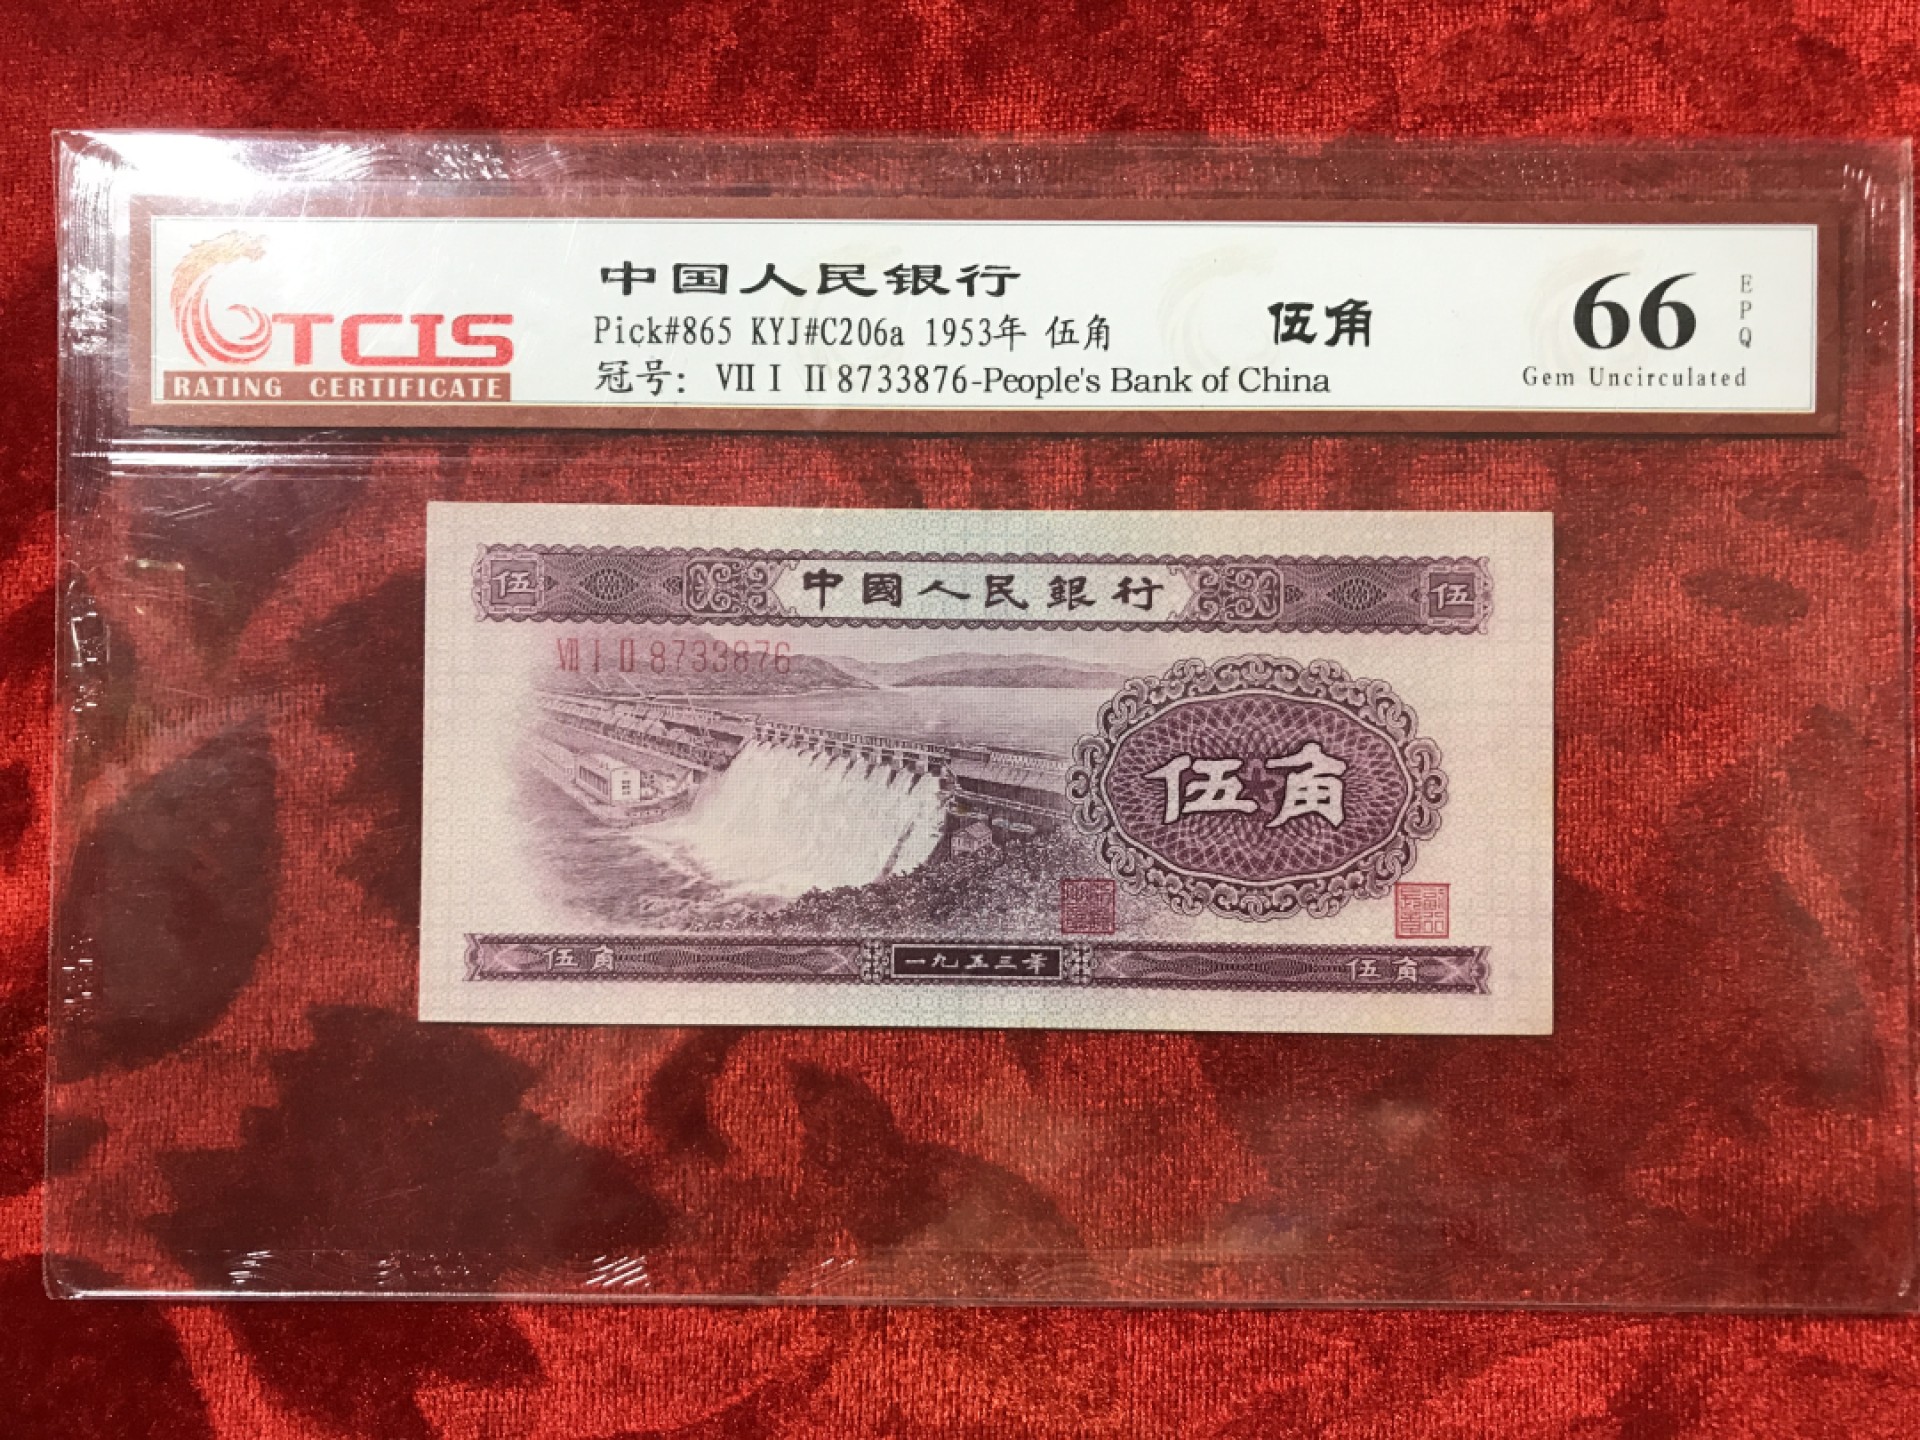 TCIS
RATING CERTIFICATE
中国人民银行
Pick#865 KYJ#C206a 1953年 伍角
冠号: Ⅶ Ⅰ Ⅱ 8733876-People's Bank of China
伍角
66
EPQ
Gem Uncirculated
伍 中國人民銀行 伍
Ⅶ Ⅰ Ⅱ 8733876
伍角
伍角 一九五三年 伍角